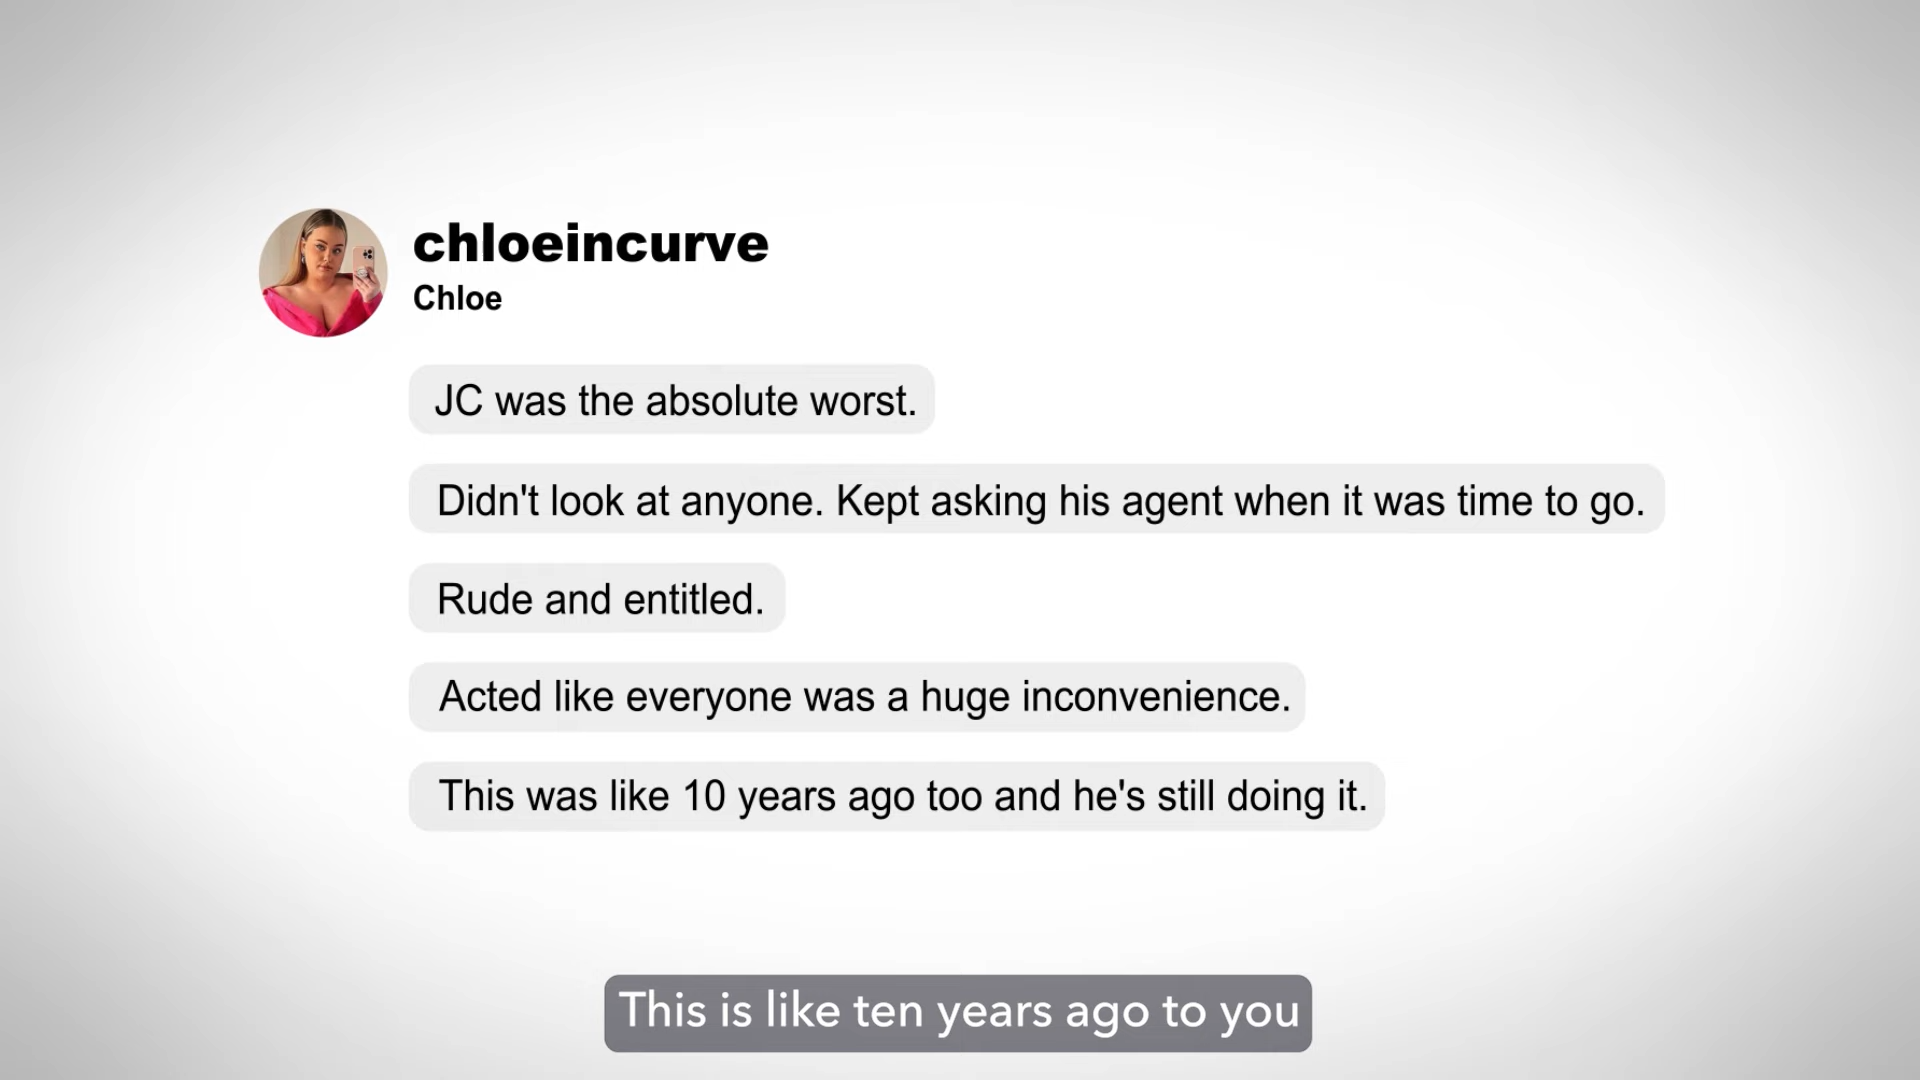 chloeincurve
Chloe
JC was the absolute worst.
Didn't look at anyone. Kept asking his agent when it was time to go.
Rude and entitled.
Acted like everyone was a huge inconvenience.
This was like 10 years ago too and he's still doing it.
This is like ten years ago to you